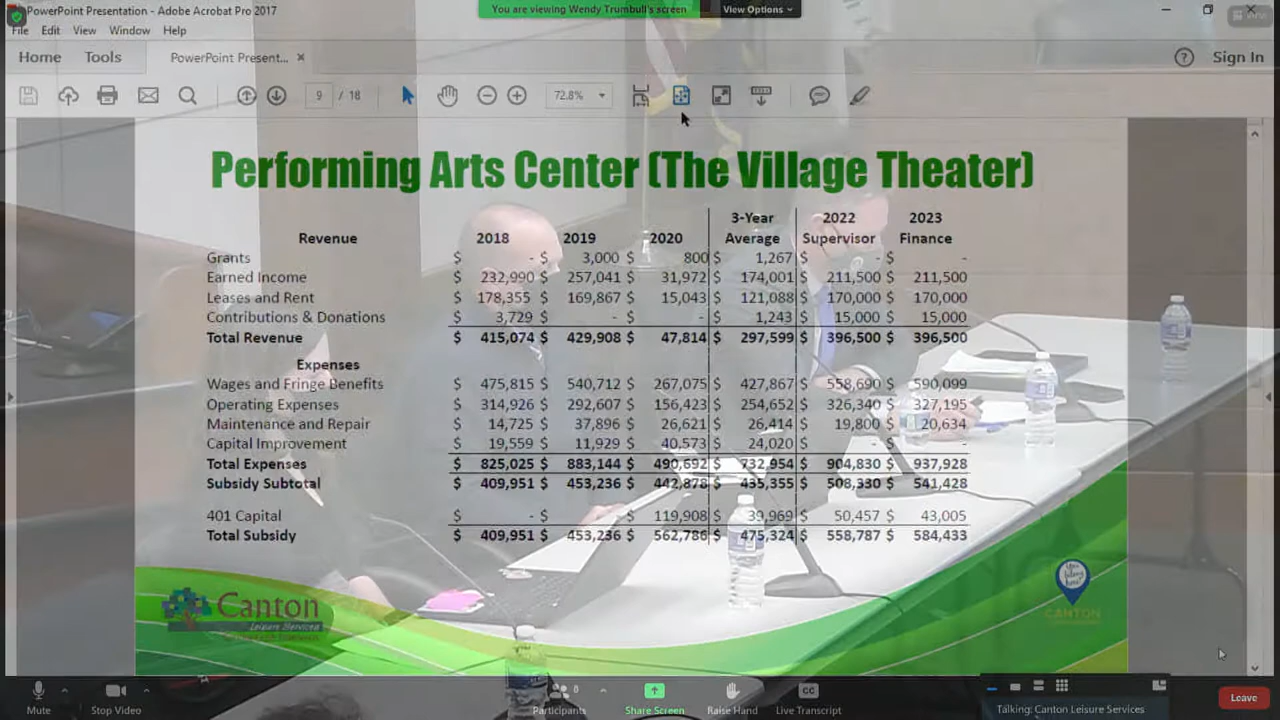 PowerPoint Presentation - Adobe Acrobat Pro 2017
You are viewing Wendy Trumbull's screen View Options
File Edit View Window Help
Home Tools PowerPoint Present... × Sign In
9 / 18 72.8%
Performing Arts Center (The Village Theater)
3-Year 2022 2023
Revenue 2018 2019 2020 Average Supervisor Finance
Grants $ - $ 3,000 $ 800 $ 1,267 $ - $ -
Earned Income $ 232,990 $ 257,041 $ 31,972 $ 174,001 $ 211,500 $ 211,500
Leases and Rent $ 178,355 $ 169,867 $ 15,043 $ 121,088 $ 170,000 $ 170,000
Contributions & Donations $ 3,729 $ - $ - $ 1,243 $ 15,000 $ 15,000
Total Revenue $ 415,074 $ 429,908 $ 47,814 $ 297,599 $ 396,500 $ 396,500
Expenses
Wages and Fringe Benefits $ 475,815 $ 540,712 $ 267,075 $ 427,867 $ 558,690 $ 590,099
Operating Expenses $ 314,926 $ 292,607 $ 156,423 $ 254,652 $ 326,340 $ 327,195
Maintenance and Repair $ 14,725 $ 37,896 $ 26,621 $ 26,414 $ 19,800 $ 20,634
Capital Improvement $ 19,559 $ 11,929 $ 40,573 $ 24,020 $ - $ -
Total Expenses $ 825,025 $ 883,144 $ 490,692 $ 732,954 $ 904,830 $ 937,928
Subsidy Subtotal $ 409,951 $ 453,236 $ 442,878 $ 435,355 $ 508,330 $ 541,428
401 Capital $ - $ - $ 119,908 $ 39,969 $ 50,457 $ 43,005
Total Subsidy $ 409,951 $ 453,236 $ 562,786 $ 475,324 $ 558,787 $ 584,433
Canton
Leisure Services
You belong here!
CANTON
Mute Stop Video Participants 8 Share Screen Raise Hand CC Live Transcript Talking: Canton Leisure Services Leave